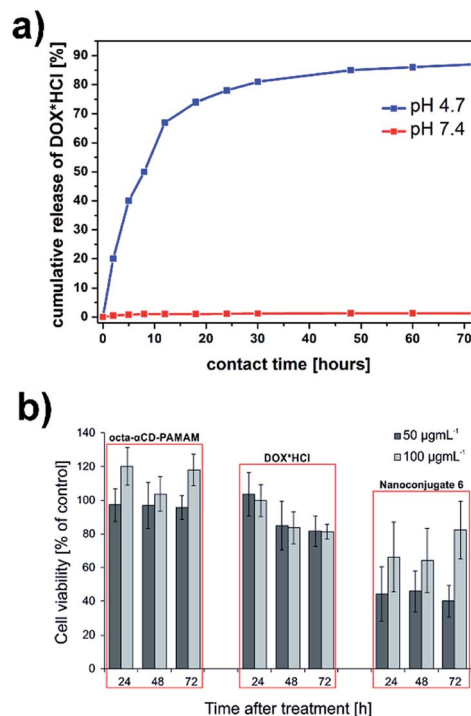 a)
cumulative release of DOX*HCl [%]
90
80
70
60
50
40
30
20
10
0
pH 4.7
pH 7.4
0 10 20 30 40 50 60 70
contact time [hours]
b)
Cell viability [% of control]
140
120
100
80
60
40
20
0
octa-αCD-PAMAM
DOX*HCl
50 µgmL⁻¹
100 µgmL⁻¹
Nanoconjugate 6
24 48 72 24 48 72 24 48 72
Time after treatment [h]